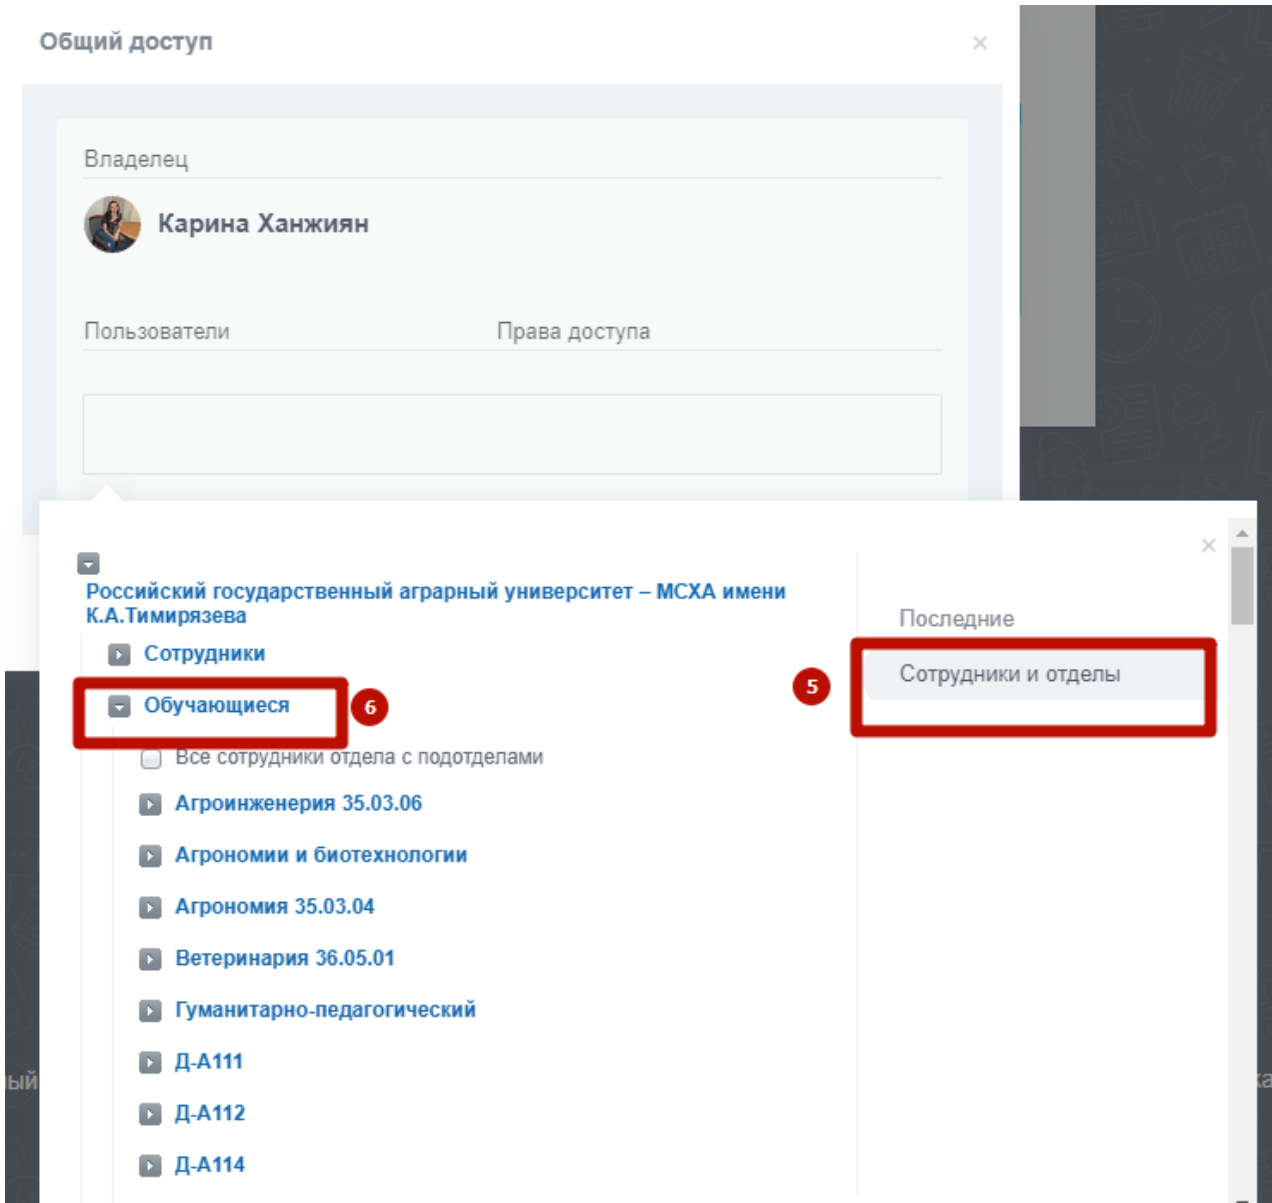 Общий доступ
Владелец
Карина Ханжиян
Пользователи Права доступа
Российский государственный аграрный университет – МСХА имени
К.А.Тимирязева
Последние
Сотрудники
Сотрудники и отделы
5
Обучающиеся
6
Все сотрудники отдела с подотделами
Агроинженерия 35.03.06
Агрономии и биотехнологии
Агрономия 35.03.04
Ветеринария 36.05.01
Гуманитарно-педагогический
Д-А111
ый
ка
Д-А112
Д-А114